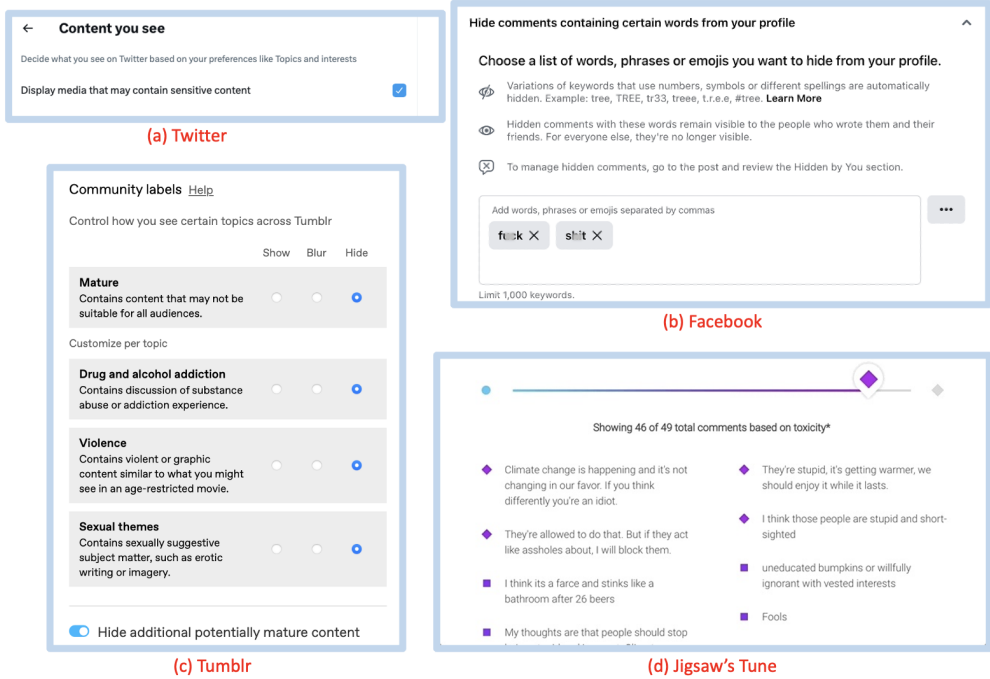 ← Content you see
Decide what you see on Twitter based on your preferences like Topics and interests
Display media that may contain sensitive content
(a) Twitter
Hide comments containing certain words from your profile
Choose a list of words, phrases or emojis you want to hide from your profile.
Variations of keywords that use numbers, symbols or different spellings are automatically
hidden. Example: tree, TREE, tr33, treee, t.r.e.e, #tree. Learn More
Hidden comments with these words remain visible to the people who wrote them and their
friends. For everyone else, they're no longer visible.
To manage hidden comments, go to the post and review the Hidden by You section.
Add words, phrases or emojis separated by commas
Limit 1,000 keywords.
(b) Facebook
Community labels Help
Control how you see certain topics across Tumblr
Show Blur Hide
Mature
Contains content that may not be
suitable for all audiences.
Customize per topic
Drug and alcohol addiction
Contains discussion of substance
abuse or addiction experience.
Violence
Contains violent or graphic
content similar to what you might
see in an age-restricted movie.
Sexual themes
Contains sexually suggestive
subject matter, such as erotic
writing or imagery.
Hide additional potentially mature content
(c) Tumblr
Showing 46 of 49 total comments based on toxicity*
Climate change is happening and it's not
changing in our favor. If you think
differently you're an idiot.
They're allowed to do that. But if they act
like assholes about, I will block them.
I think its a farce and stinks like a
bathroom after 26 beers
My thoughts are that people should stop
They're stupid, it's getting warmer, we
should enjoy it while it lasts.
I think those people are stupid and short-
sighted
uneducated bumpkins or willfully
ignorant with vested interests
Fools
(d) Jigsaw's Tune